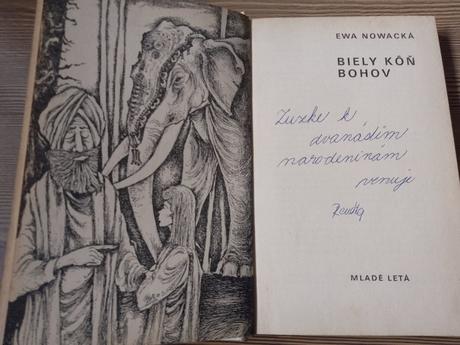 EWA NOWACKÁ
BIELY KÔŇ
BOHOV
Zuzke k
dvanástim
narodeninám
venuje
MLADÉ LETÁ